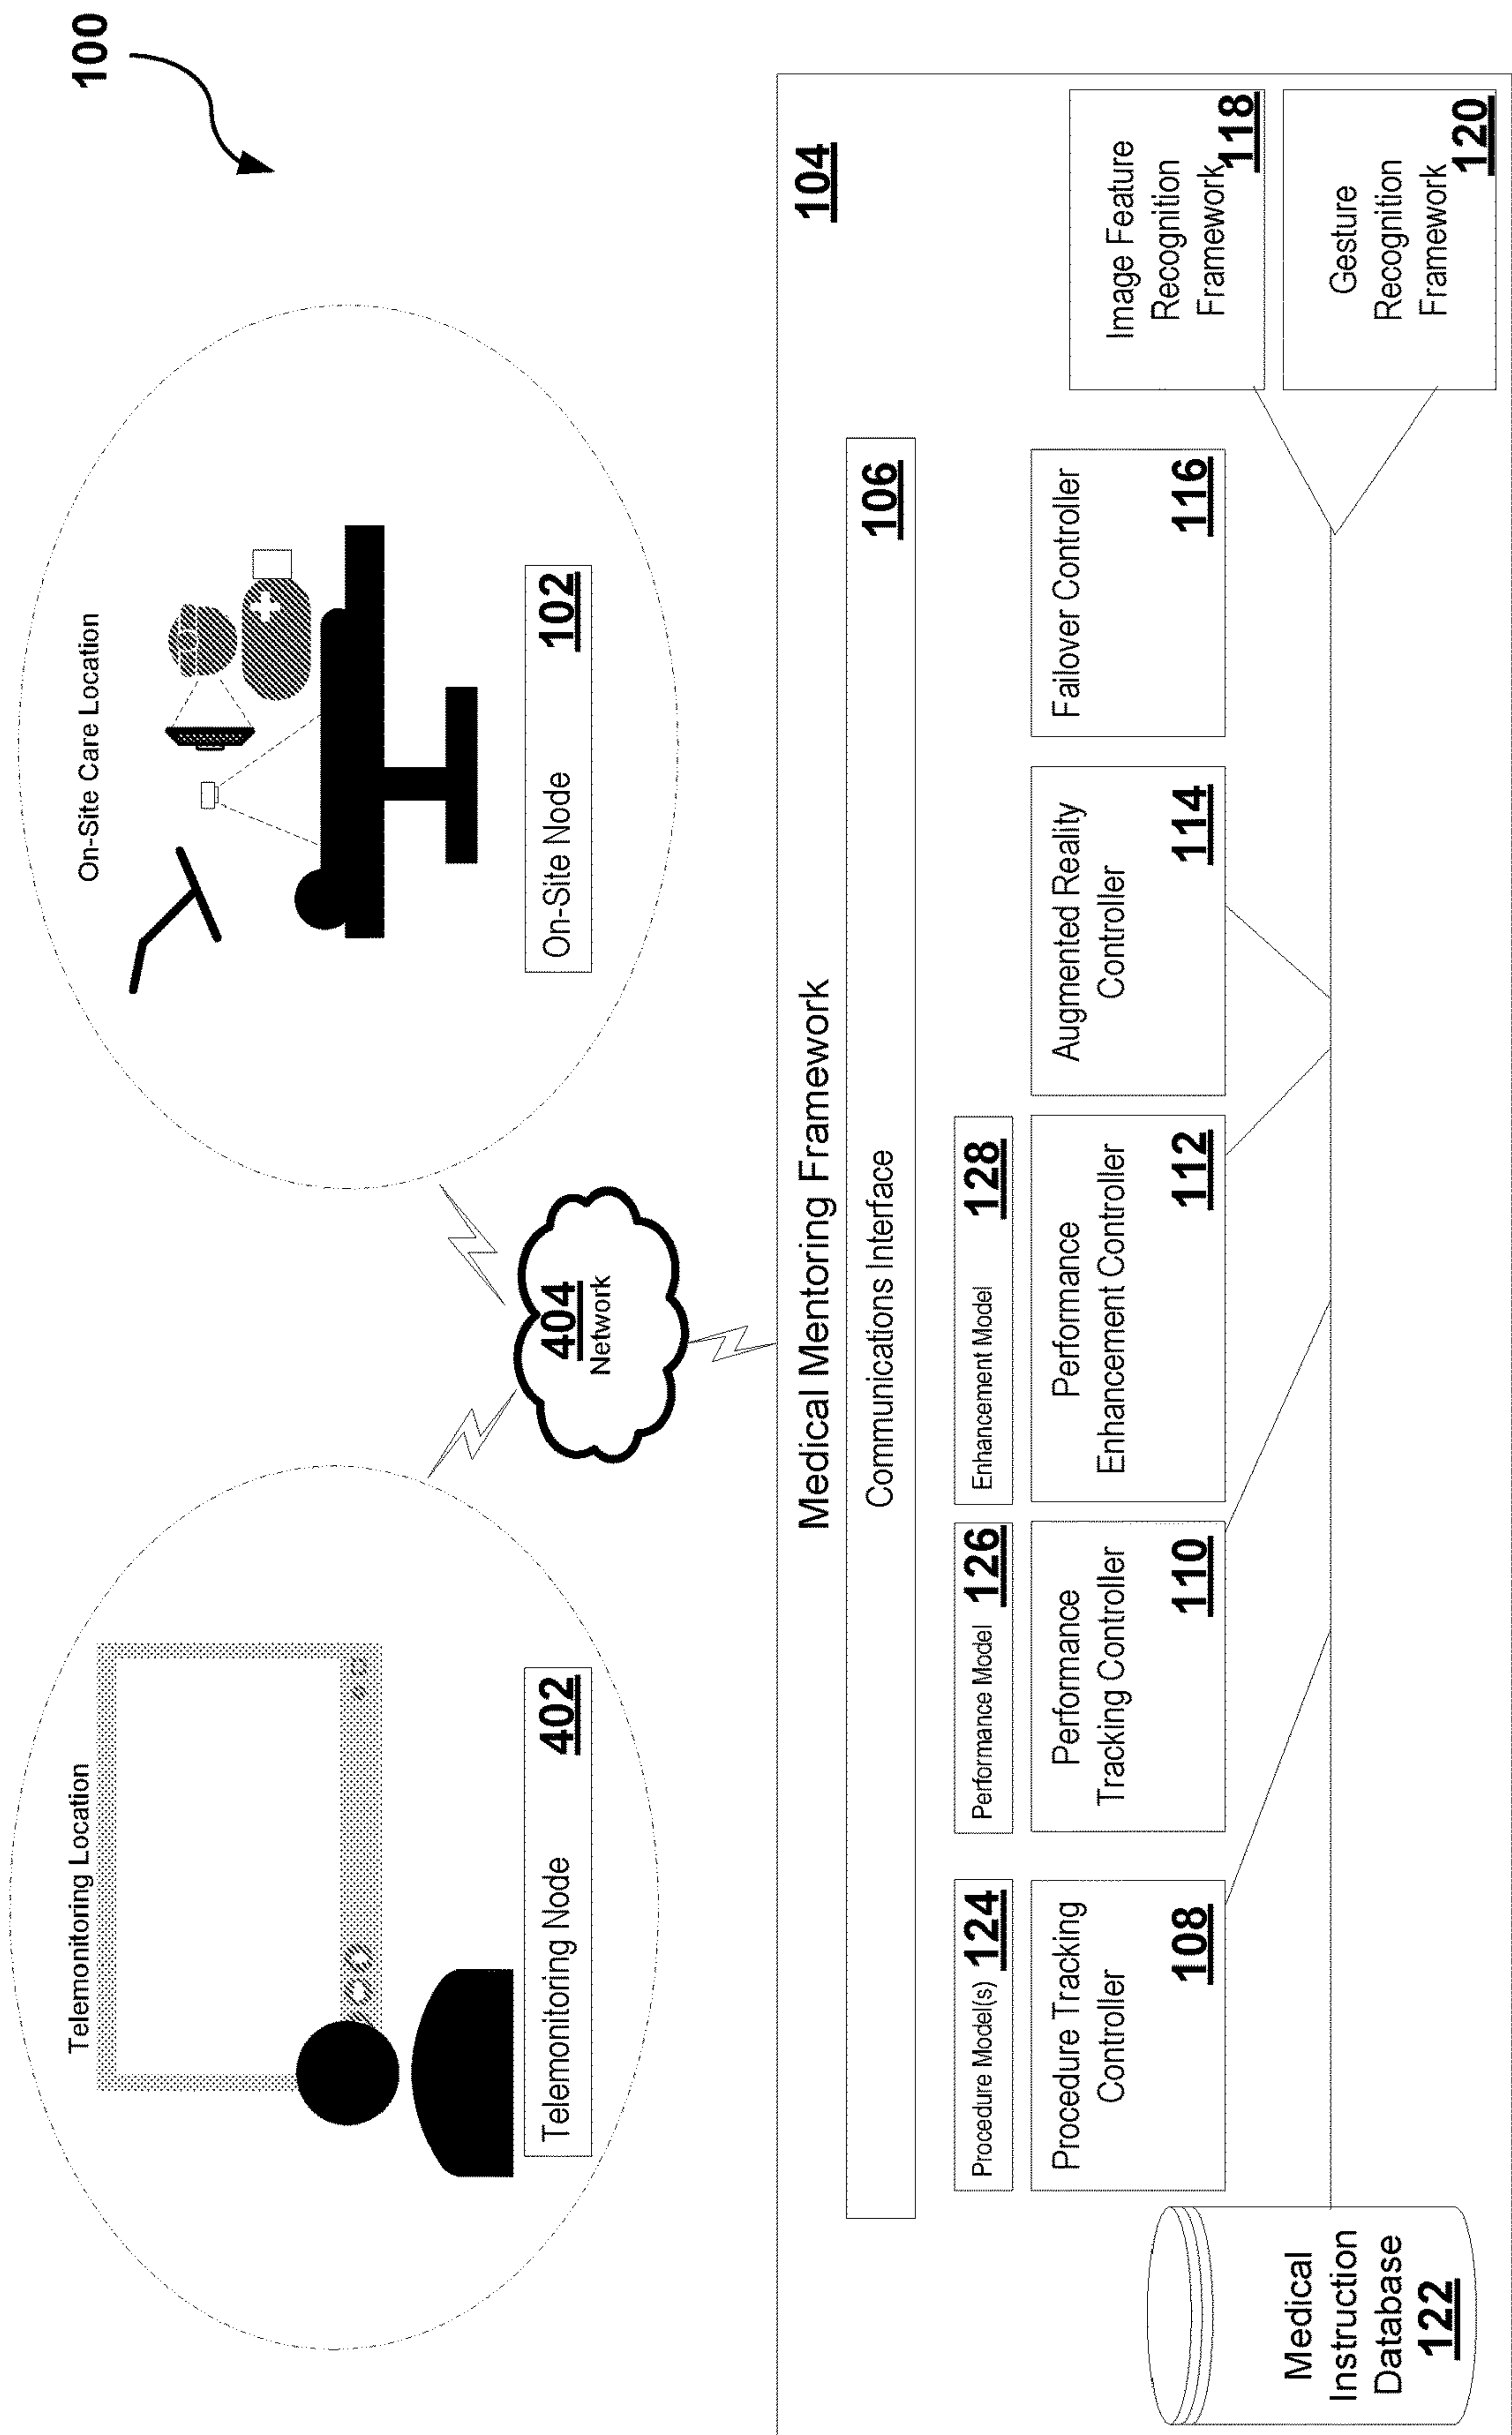 100
Telemonitoring Location
On-Site Care Location
Telemonitoring Node 402
On-Site Node 102
404
Network
Medical Mentoring Framework 104
Communications Interface 106
Procedure Model(s) 124
Performance Model 126
Enhancement Model 128
Procedure Tracking
Controller
108
Performance
Tracking Controller
110
Performance
Enhancement Controller
112
Augmented Reality
Controller
114
Failover Controller
116
Image Feature
Recognition
Framework
118
Gesture
Recognition
Framework
120
Medical
Instruction
Database
122